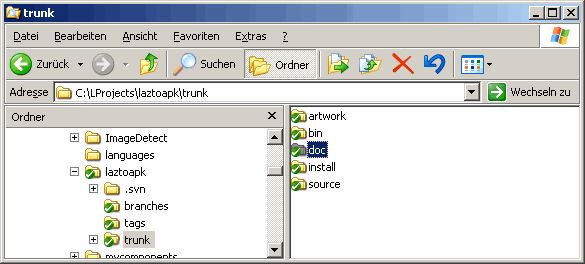 trunk
Datei Bearbeiten Ansicht Favoriten Extras ?
Zurück Suchen Ordner
Adresse C:\LProjects\laztoapk\trunk Wechseln zu
Ordner
ImageDetect
languages
laztoapk
.svn
branches
tags
trunk
mycomponents
artwork
bin
doc
install
source